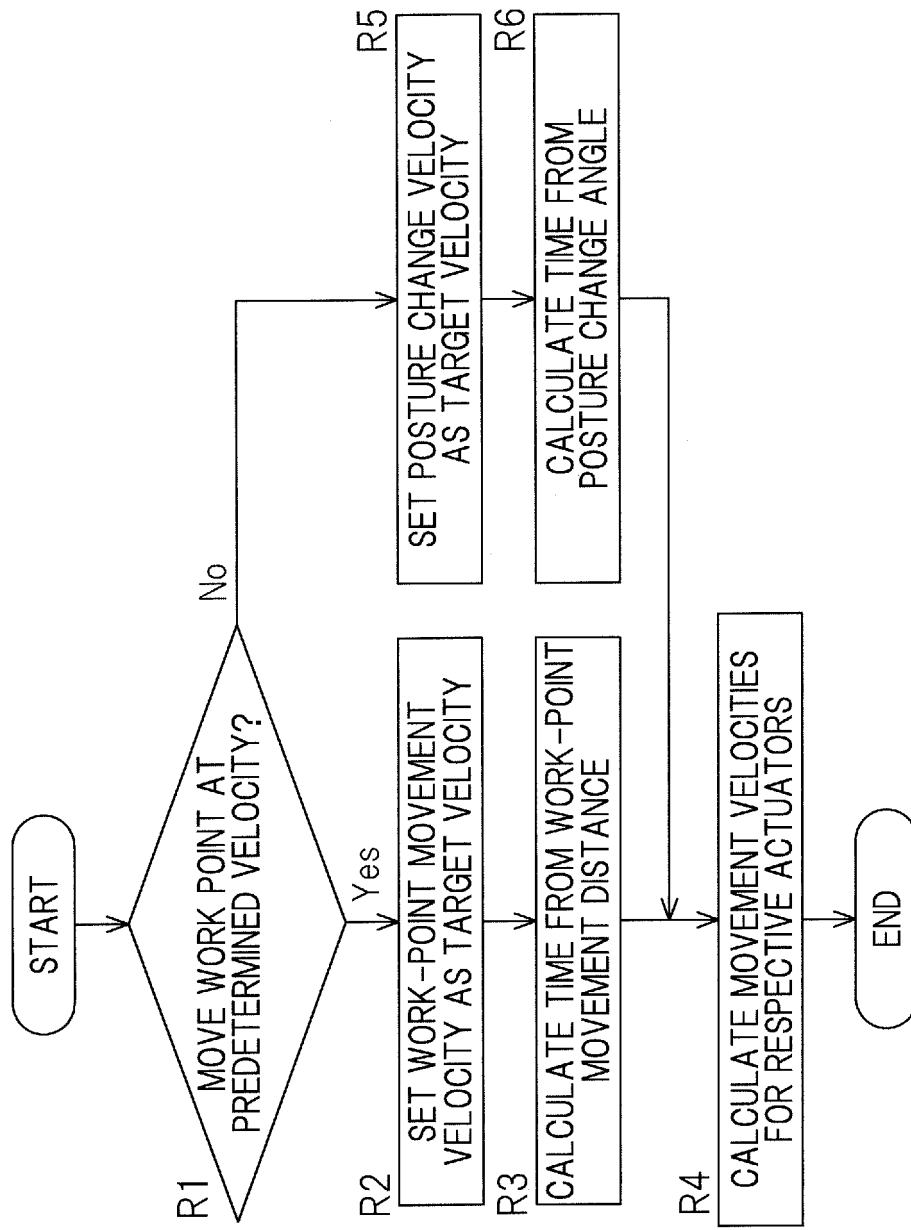 START
R1
MOVE WORK POINT AT
PREDETERMINED VELOCITY?
No
Yes
R2
SET WORK-POINT MOVEMENT
VELOCITY AS TARGET VELOCITY
R3
CALCULATE TIME FROM WORK-POINT
MOVEMENT DISTANCE
R5
SET POSTURE CHANGE VELOCITY
AS TARGET VELOCITY
R6
CALCULATE TIME FROM
POSTURE CHANGE ANGLE
R4
CALCULATE MOVEMENT VELOCITIES
FOR RESPECTIVE ACTUATORS
END